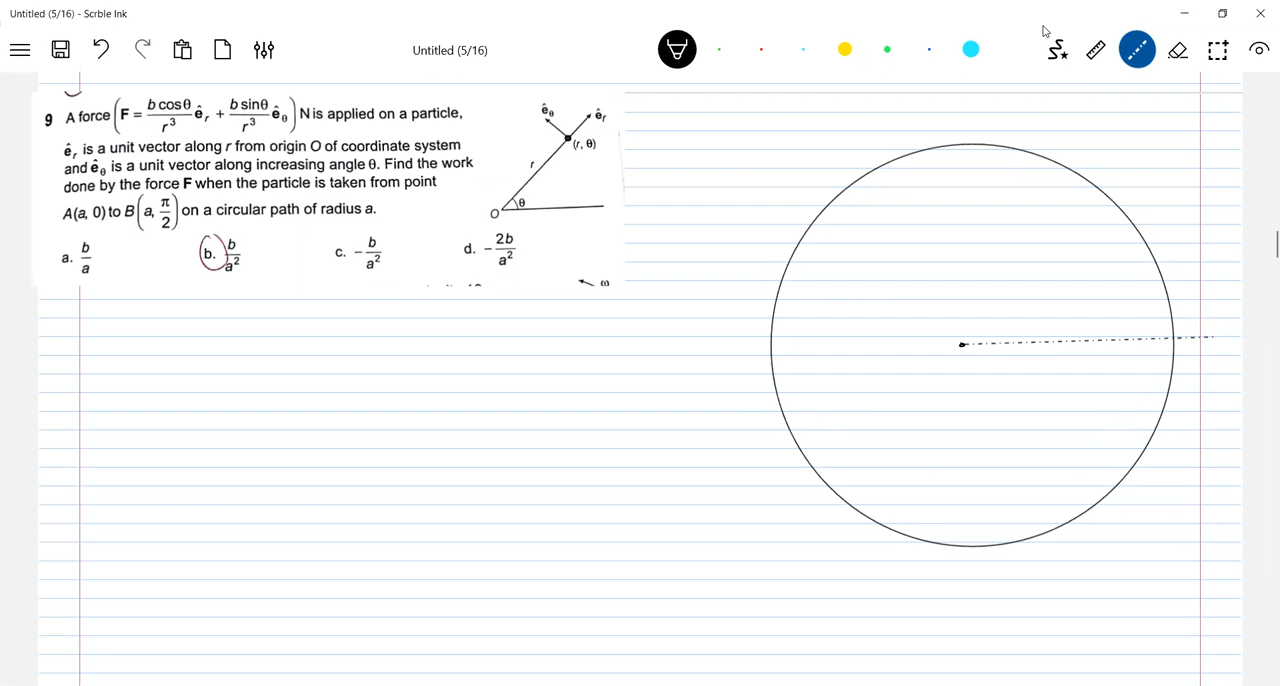 Untitled (5/16) - Scrble Ink
Untitled (5/16)
9 A force (F = b cosθ/r³ ê_r + b sinθ/r³ ê_θ) N is applied on a particle,
ê_r is a unit vector along r from origin O of coordinate system
and ê_θ is a unit vector along increasing angle θ. Find the work
done by the force F when the particle is taken from point
A(a, 0) to B(a, π/2) on a circular path of radius a.
a. b/a b. b/a² c. -b/a² d. -2b/a²
ê_θ ê_r
(r, θ)
r
θ
O
ω